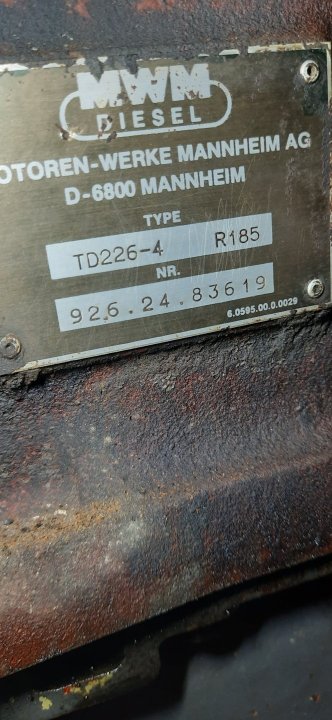 MWM
DIESEL
OTOREN-WERKE MANNHEIM AG
D-6800 MANNHEIM
TYPE
TD226-4 R185
NR.
926.24.83619
6.0595.00.0.0029